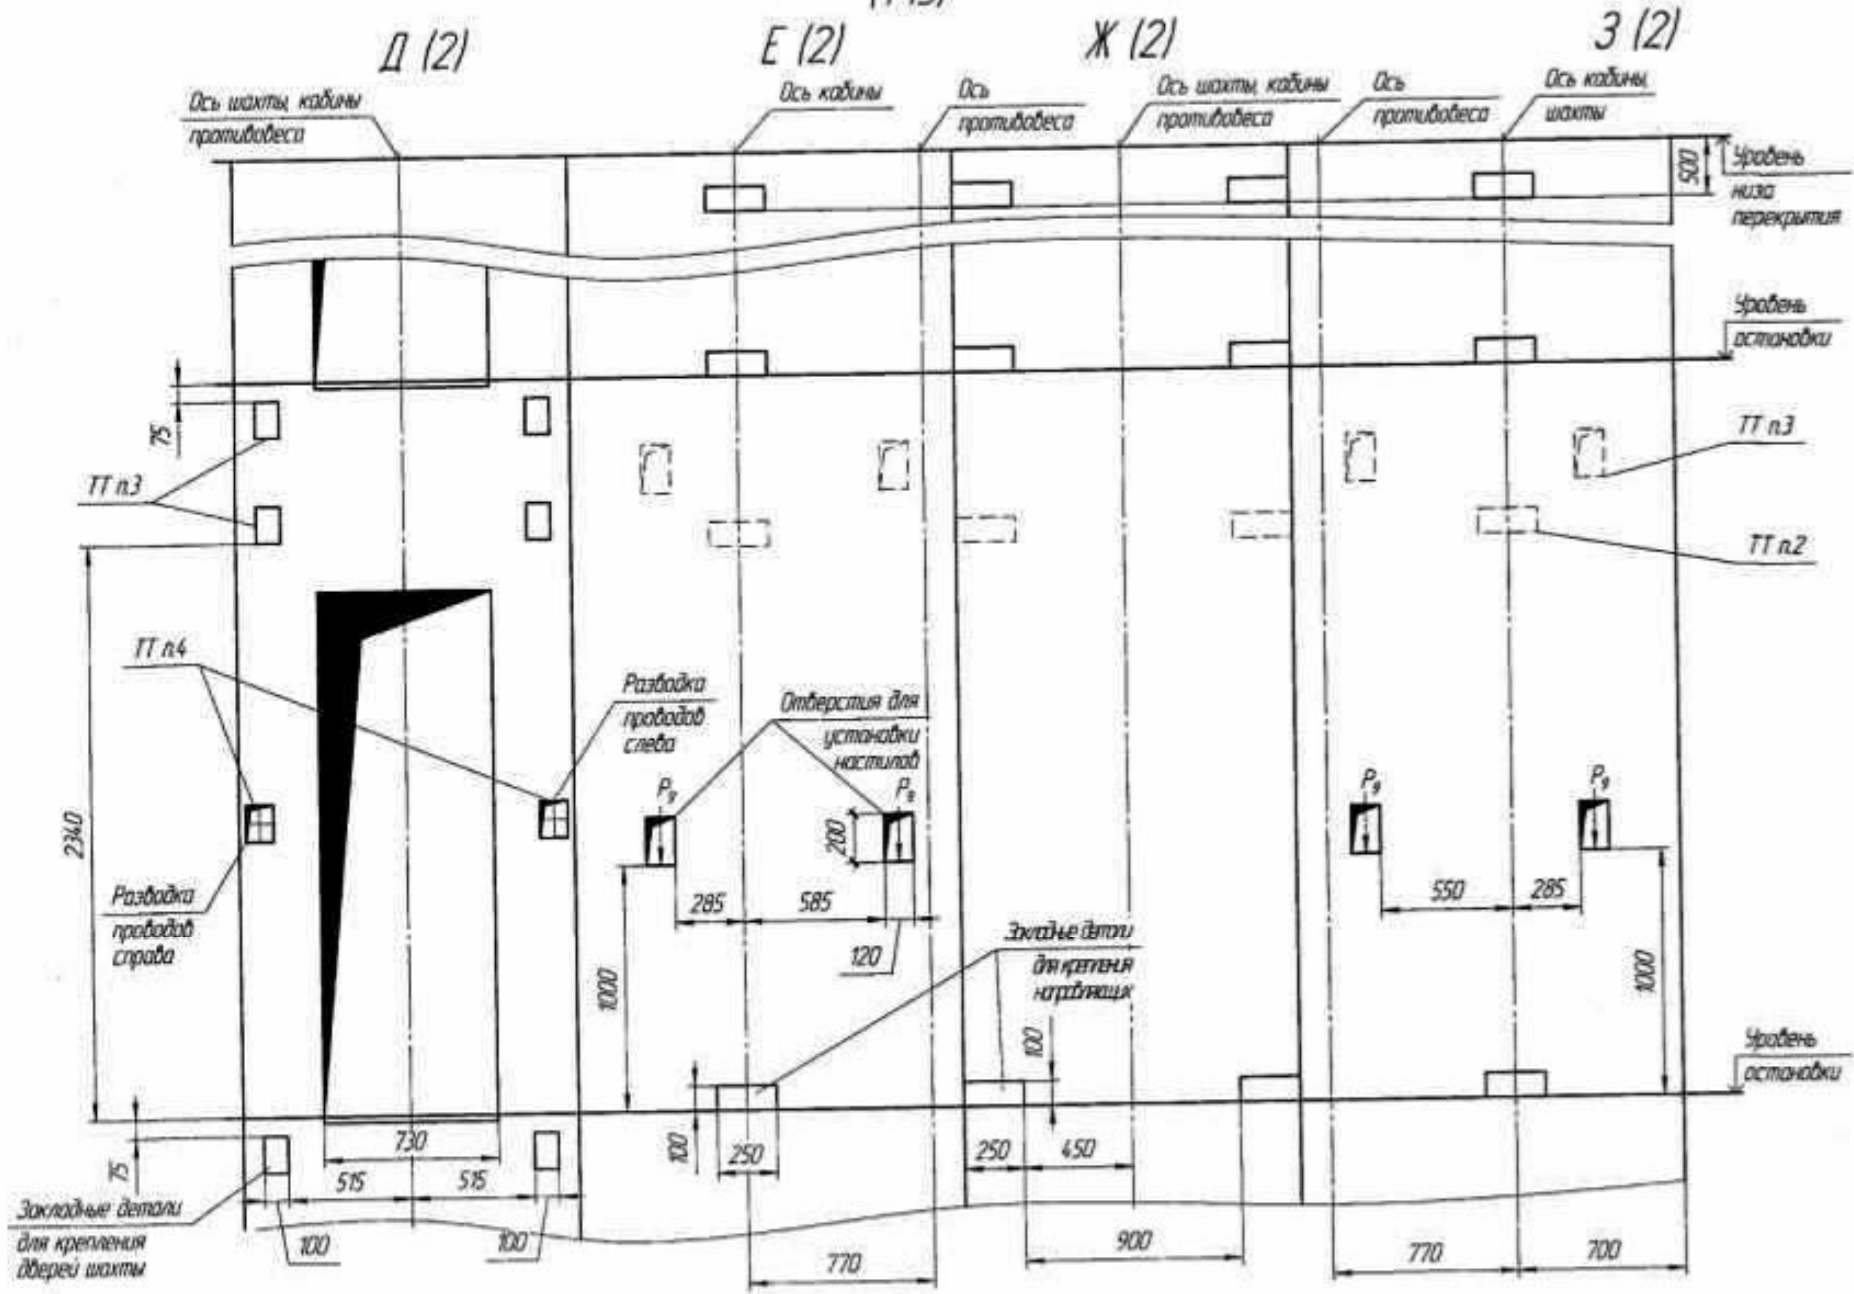 Д (2)
Е (2)
Ж (2)
З (2)
Ось шахты, кабины
противовеса
Ось кабины
Ось
противовеса
Ось шахты, кабины
противовеса
Ось
противовеса
Ось кабины,
шахты
500
Уровень
низа
перекрытия
Уровень
остановки
75
ТТ п.3
ТТ п.3
ТТ п.2
ТТ п.4
Разводка
проводов
слева
Отверстия для
установки
настилов
Р₉
Р₈
Р₉
Р₉
200
2340
Разводка
проводов
справа
285
585
550
285
120
Закладные детали
для крепления
направляющих
1000
1000
100
Уровень
остановки
730
100
250
250
450
75
515
515
Закладные детали
для крепления
дверей шахты
100
100
770
900
770
700